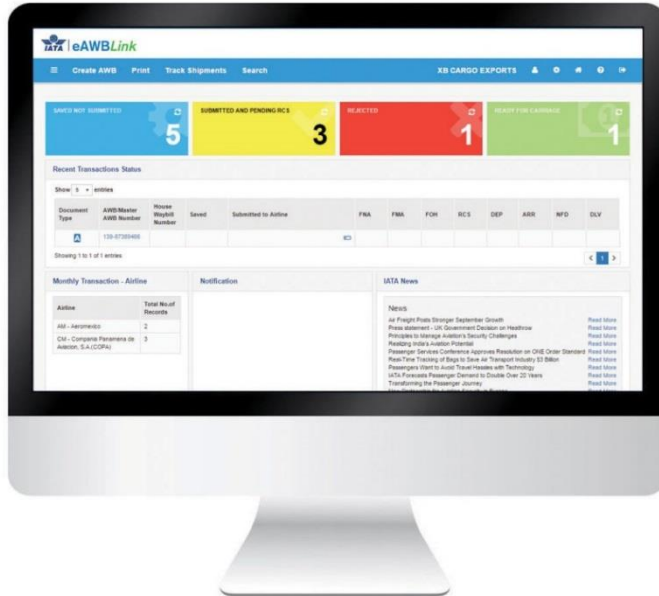 IATA eAWBLink
Create AWB Print Track Shipments Search XB CARGO EXPORTS
SAVED NOT SUBMITTED
5
SUBMITTED AND PENDING RCS
3
REJECTED
1
READY FOR CARRIAGE
1
Recent Transactions Status
Show 5 entries
Document Type AWB/Master AWB Number House Waybill Number Saved Submitted to Airline FNA FMA FOH RCS DEP ARR NFD DLV
A
Showing 1 to 1 of 1 entries
< 1 >
Monthly Transaction - Airline
Airline Total No.of Records
AM - Aeromexico 2
CM - Compania Panamena de Aviacion, S.A.(COPA) 3
Notification
IATA News
News
Air Freight Posts Stronger September Growth Read More
Press statement - UK Government Decision on Heathrow Read More
Principles to Manage Aviation's Security Challenges Read More
Realizing India's Aviation Potential Read More
Passenger Services Conference Approves Resolution on ONE Order Standard Read More
Real-Time Tracking of Bags to Save Air Transport Industry $3 Billion Read More
Passengers Want to Avoid Travel Hassles with Technology Read More
IATA Forecasts Passenger Demand to Double Over 20 Years Read More
Transforming the Passenger Journey Read More